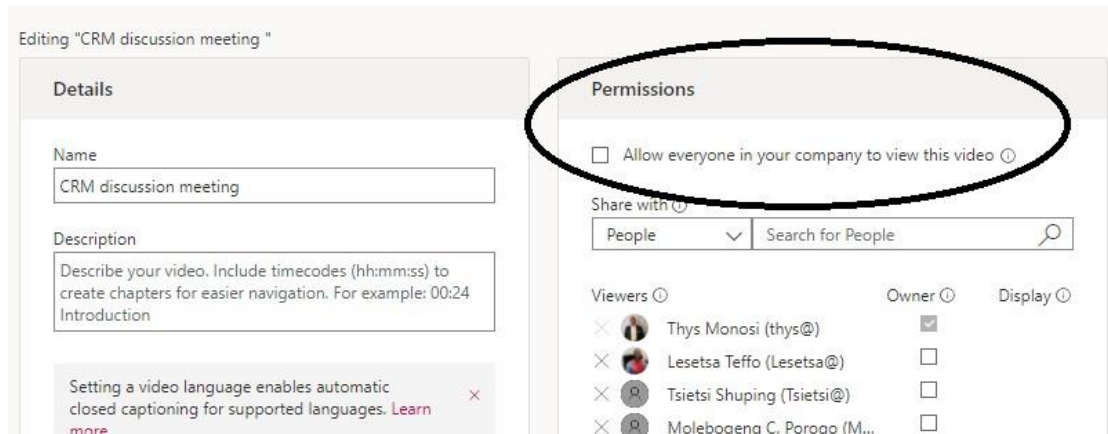 Editing "CRM discussion meeting "
Details
Name
CRM discussion meeting
Description
Describe your video. Include timecodes (hh:mm:ss) to
create chapters for easier navigation. For example: 00:24
Introduction
Setting a video language enables automatic
closed captioning for supported languages. Learn
more
Permissions
Allow everyone in your company to view this video
Share with
People
Search for People
Viewers
Owner
Display
Thys Monosi (thys@)
Lesetsa Teffo (Lesetsa@)
Tsietsi Shuping (Tsietsi@)
Molebogeng C. Porogo (M...